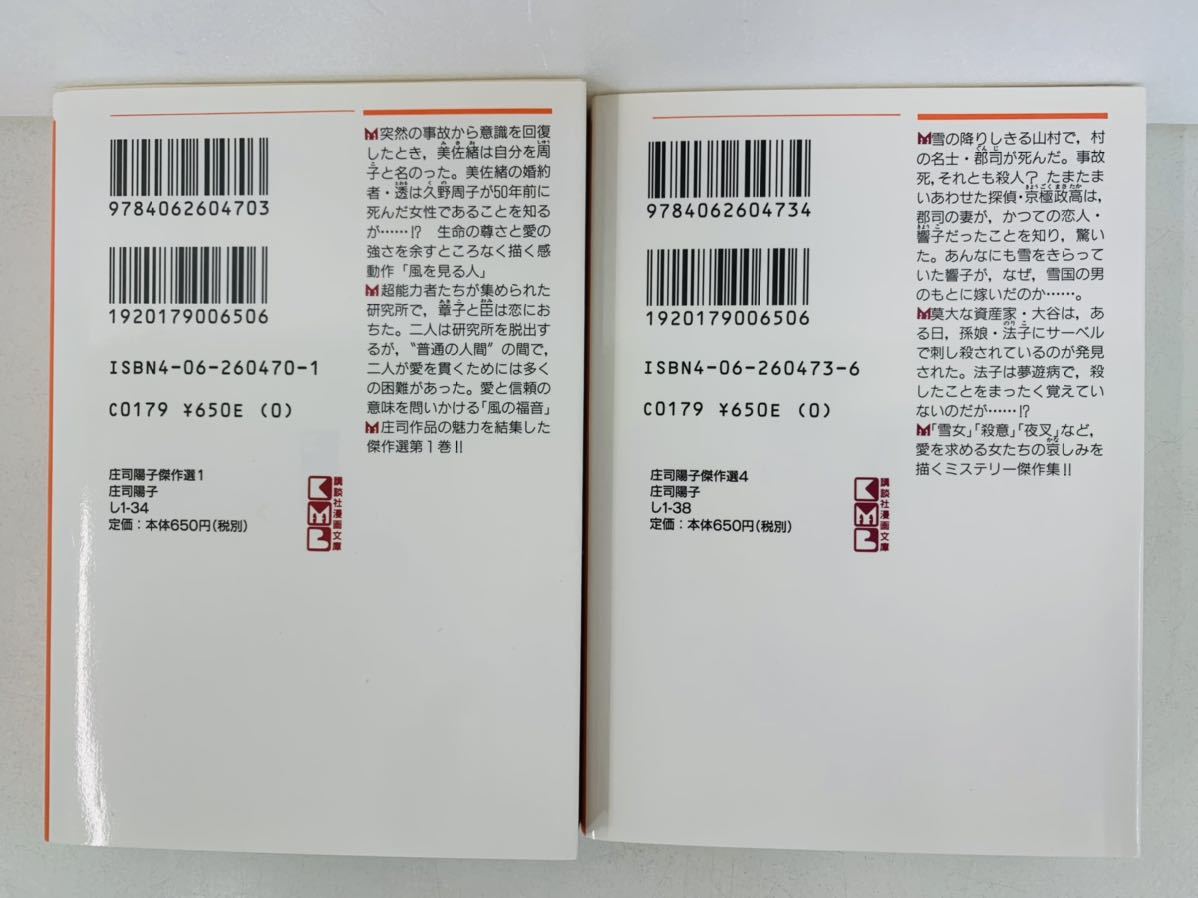 9784062604703
1920179006506
ISBN4-06-260470-1
C0179 ¥650E (0)
庄司陽子傑作選1
庄司陽子
し1-34
定価：本体650円(税別)
KMB
講談社漫画文庫
突然の事故から意識を回復
したとき，美佐緒は自分を周
子と名のった。美佐緒の婚約
者・透は久野周子が50年前に
死んだ女性であることを知る
が……!?　生命の尊さと愛の
強さを余すところなく描く感
動作「風を見る人」
超能力者たちが集められた
研究所で，章子と臣は恋にお
ちた。二人は研究所を脱出す
るが，“普通の人間”の間で，
二人が愛を貫くためには多く
の困難があった。愛と信頼の
意味を問いかける「風の福音」
庄司作品の魅力を結集した
傑作選第１巻!!
9784062604734
1920179006506
ISBN4-06-260473-6
C0179 ¥650E (0)
庄司陽子傑作選4
庄司陽子
し1-38
定価：本体650円(税別)
KMB
講談社漫画文庫
雪の降りしきる山村で，村
の名士・郡司が死んだ。事故
死，それとも殺人？ たまたま
いあわせた探偵・京極政高は，
郡司の妻が，かつての恋人・
響子だったことを知り，驚い
た。あんなにも雪をきらって
いた響子が，なぜ，雪国の男
のもとに嫁いだのか……。
莫大な資産家・大谷は，あ
る日，孫娘・法子にサーベル
で刺し殺されているのが発見
された。法子は夢遊病で，殺
したことをまったく覚えてい
ないのだが……!?
「雪女」「殺意」「夜叉」など，
愛を求める女たちの哀しみを
描くミステリー傑作集!!